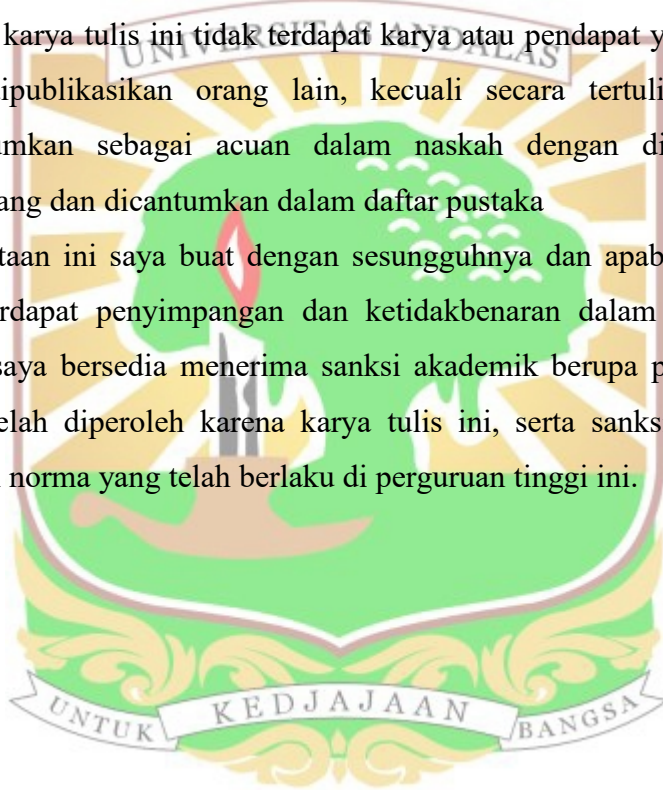 karya tulis ini tidak terdapat karya atau pendapat y
UNIVERSITAS ANDALAS
ipublikasikan orang lain, kecuali secara tertuli
umkan sebagai acuan dalam naskah dengan di
ang dan dicantumkan dalam daftar pustaka
taan ini saya buat dengan sesungguhnya dan apab
rdapat penyimpangan dan ketidakbenaran dalam
saya bersedia menerima sanksi akademik berupa p
elah diperoleh karena karya tulis ini, serta sanks
norma yang telah berlaku di perguruan tinggi ini.
UNTUK KEDJAJAAN BANGSA